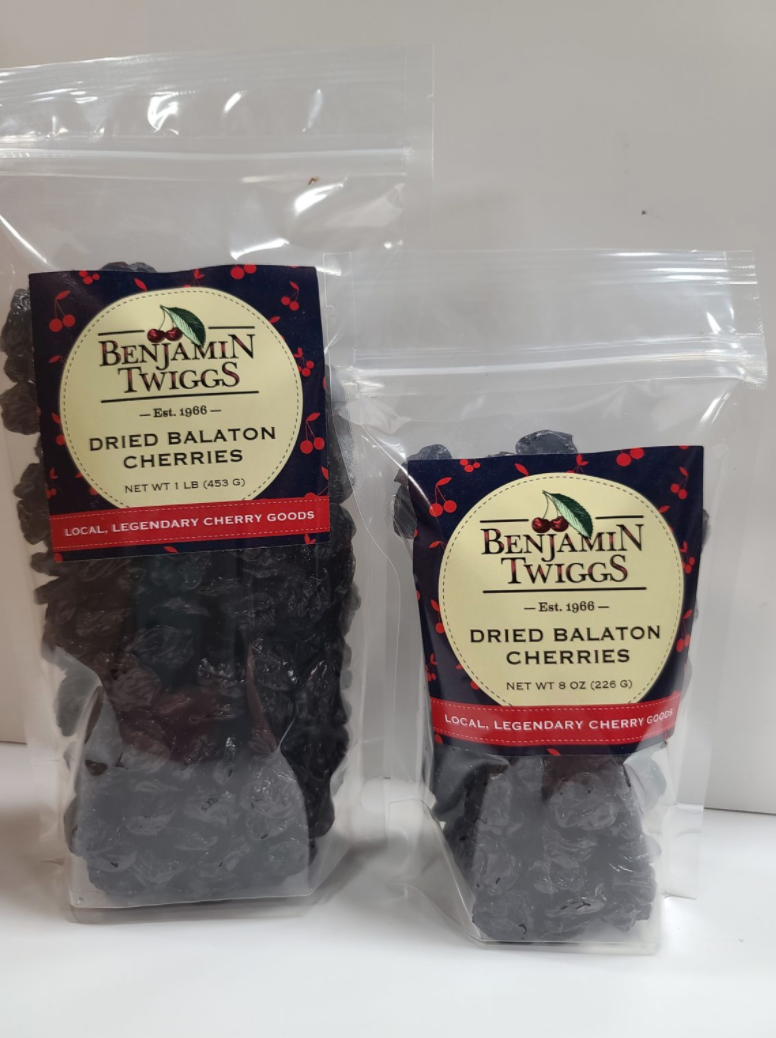 BENJAMIN
TWIGGS
— Est. 1966 —
DRIED BALATON
CHERRIES
NET WT 1 LB (453 G)
LOCAL, LEGENDARY CHERRY GOODS
BENJAMIN
TWIGGS
— Est. 1966 —
DRIED BALATON
CHERRIES
NET WT 8 OZ (226 G)
LOCAL, LEGENDARY CHERRY GOODS